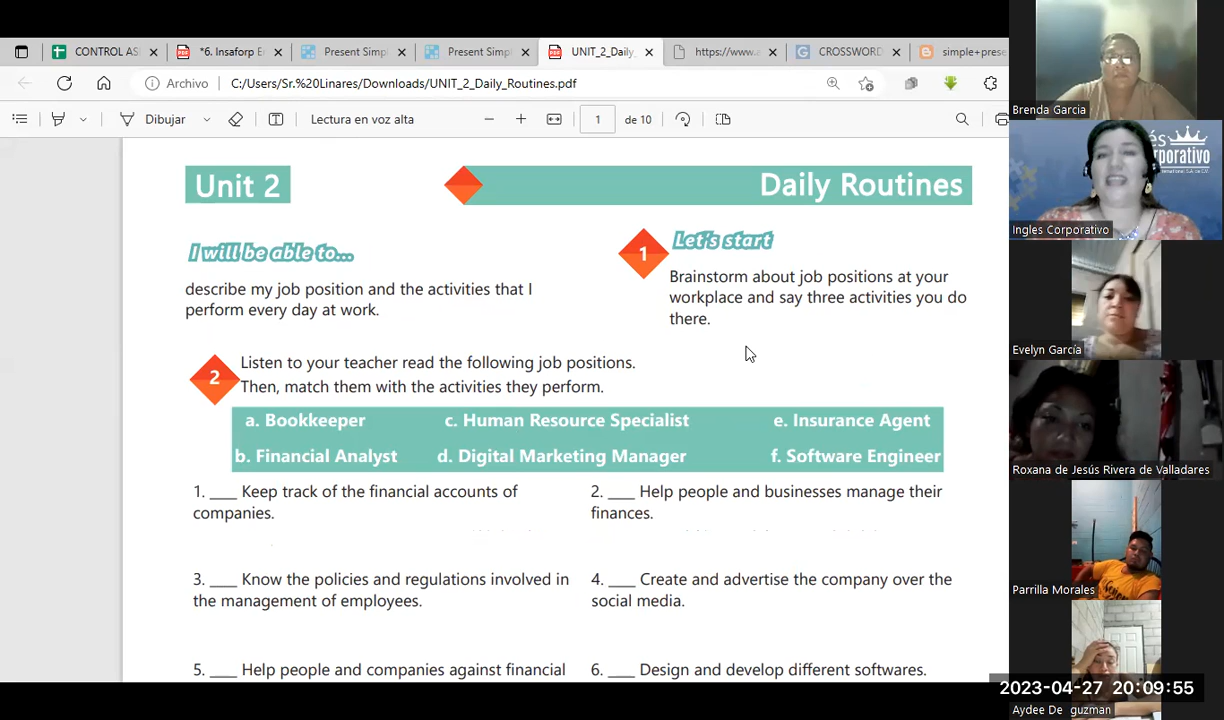 CONTROL AS
*6. Insaforp E
Present Simp
Present Simp
UNIT_2_Daily_
https://www.
CROSSWORD
simple+prese
Archivo
C:/Users/Sr.%20Linares/Downloads/UNIT_2_Daily_Routines.pdf
Dibujar
Lectura en voz alta
1
de 10
Unit 2
Daily Routines
I will be able to...
describe my job position and the activities that I
perform every day at work.
1
Let's start
Brainstorm about job positions at your
workplace and say three activities you do
there.
2
Listen to your teacher read the following job positions.
Then, match them with the activities they perform.
a. Bookkeeper
c. Human Resource Specialist
e. Insurance Agent
b. Financial Analyst
d. Digital Marketing Manager
f. Software Engineer
1. ___ Keep track of the financial accounts of
companies.
2. ___ Help people and businesses manage their
finances.
3. ___ Know the policies and regulations involved in
the management of employees.
4. ___ Create and advertise the company over the
social media.
5. ___ Help people and companies against financial
6. ___ Design and develop different softwares.
Brenda Garcia
és
orporativo
Ingles Corporativo
Evelyn García
Roxana de Jesús Rivera de Valladares
Parrilla Morales
2023-04-27 20:09:55
Aydee De guzman